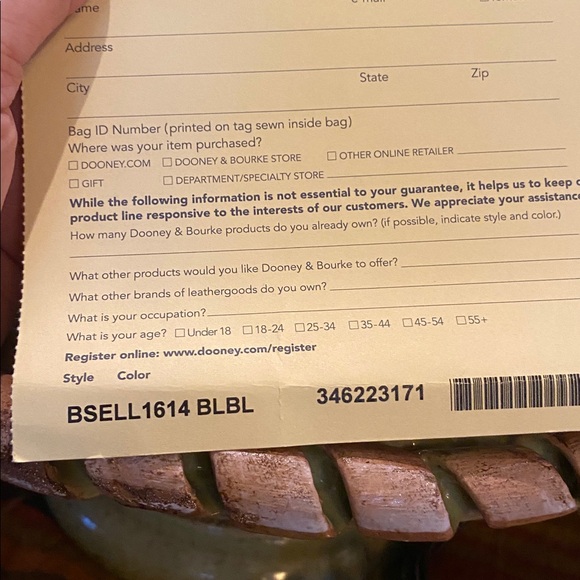 Address
City State Zip
Bag ID Number (printed on tag sewn inside bag)
Where was your item purchased?
☐ DOONEY.COM ☐ DOONEY & BOURKE STORE ☐ OTHER ONLINE RETAILER
☐ GIFT ☐ DEPARTMENT/SPECIALTY STORE
While the following information is not essential to your guarantee, it helps us to keep
product line responsive to the interests of our customers. We appreciate your assistance
How many Dooney & Bourke products do you already own? (if possible, indicate style and color.)
What other products would you like Dooney & Bourke to offer?
What other brands of leathergoods do you own?
What is your occupation?
What is your age? ☐ Under 18 ☐ 18-24 ☐ 25-34 ☐ 35-44 ☐ 45-54 ☐ 55+
Register online: www.dooney.com/register
Style Color
BSELL1614 BLBL 346223171